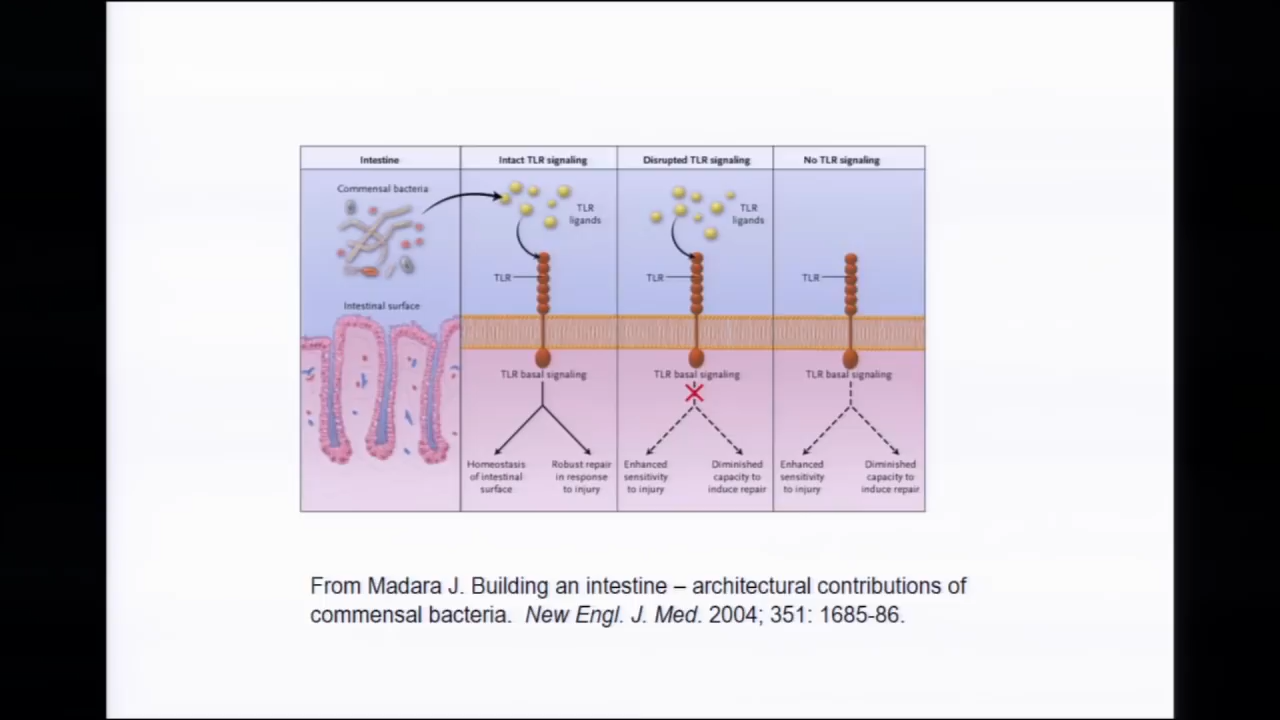 Intestine
Commensal bacteria
Intestinal surface
Intact TLR signaling
TLR
ligands
TLR
TLR basal signaling
Homeostasis
of intestinal
surface
Robust repair
in response
to injury
Disrupted TLR signaling
TLR
ligands
TLR
TLR basal signaling
Enhanced
sensitivity
to injury
Diminished
capacity to
induce repair
No TLR signaling
TLR
TLR basal signaling
Enhanced
sensitivity
to injury
Diminished
capacity to
induce repair
From Madara J. Building an intestine – architectural contributions of
commensal bacteria. New Engl. J. Med. 2004; 351: 1685-86.